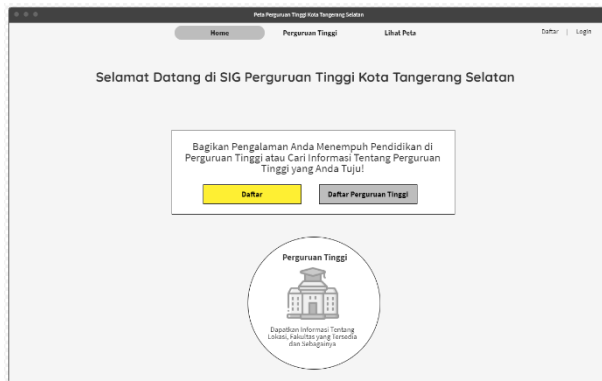 Peta Perguruan Tinggi Kota Tangerang Selatan
Home Perguruan Tinggi Lihat Peta Daftar | Login
Selamat Datang di SIG Perguruan Tinggi Kota Tangerang Selatan
Bagikan Pengalaman Anda Menempuh Pendidikan di
Perguruan Tinggi atau Cari Informasi Tentang Perguruan
Tinggi yang Anda Tuju!
Daftar Daftar Perguruan Tinggi
Perguruan Tinggi
Dapatkan Informasi Tentang
Lokasi, Fakultas yang Tersedia
dan Sebagainya